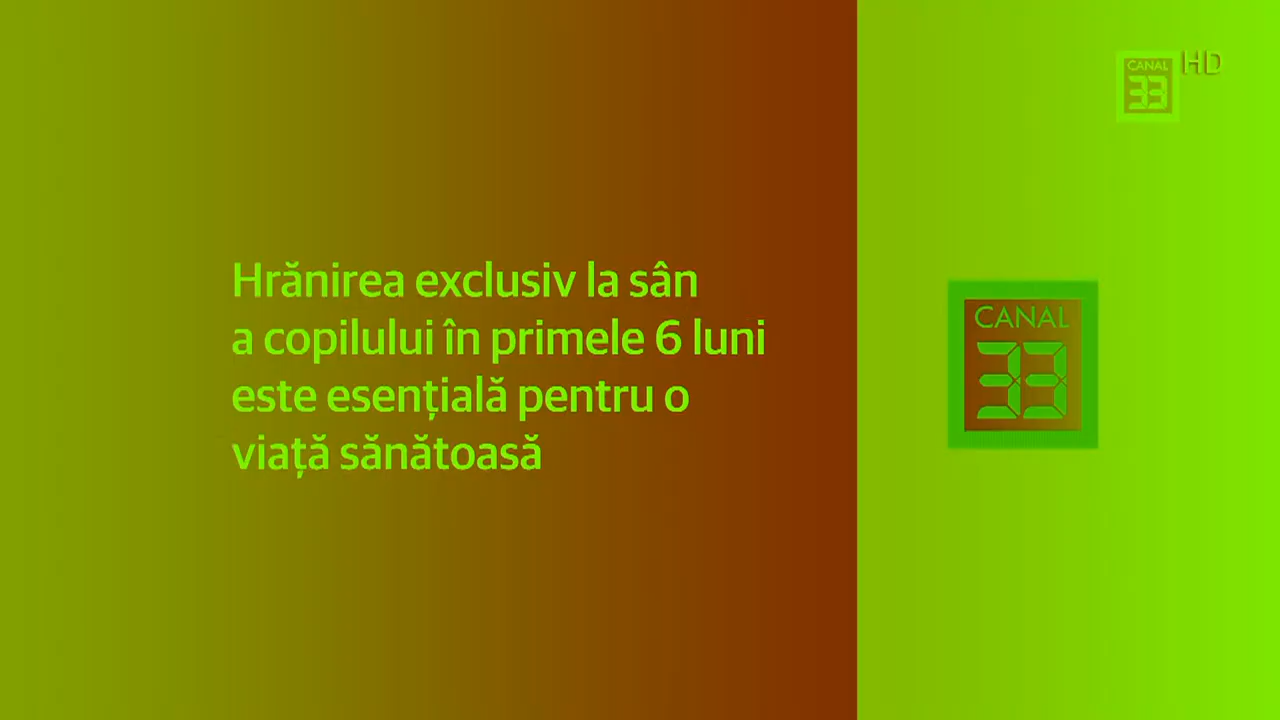 CANAL
33
HD
Hrănirea exclusiv la sân
a copilului în primele 6 luni
este esențială pentru o
viață sănătoasă
CANAL
33